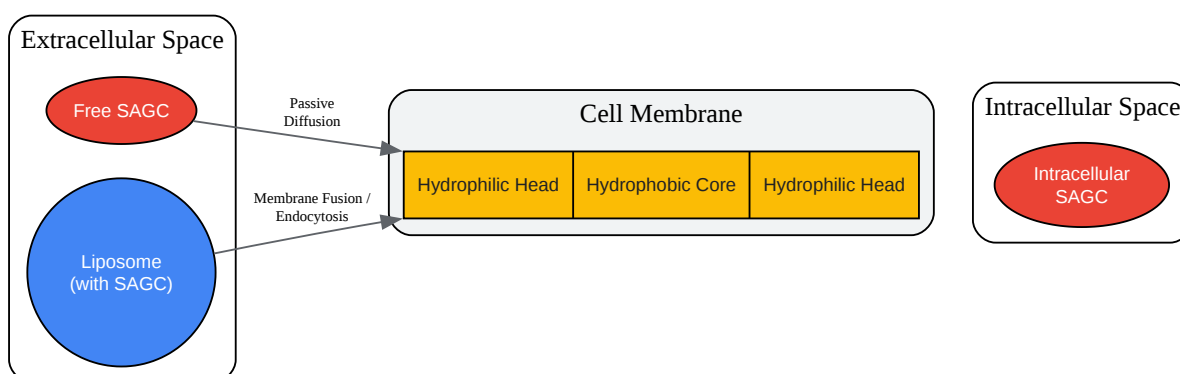 Extracellular Space
Free SAGC
Liposome
(with SAGC)
Passive
Diffusion
Membrane Fusion /
Endocytosis
Cell Membrane
Hydrophilic Head
Hydrophobic Core
Hydrophilic Head
Intracellular Space
Intracellular
SAGC